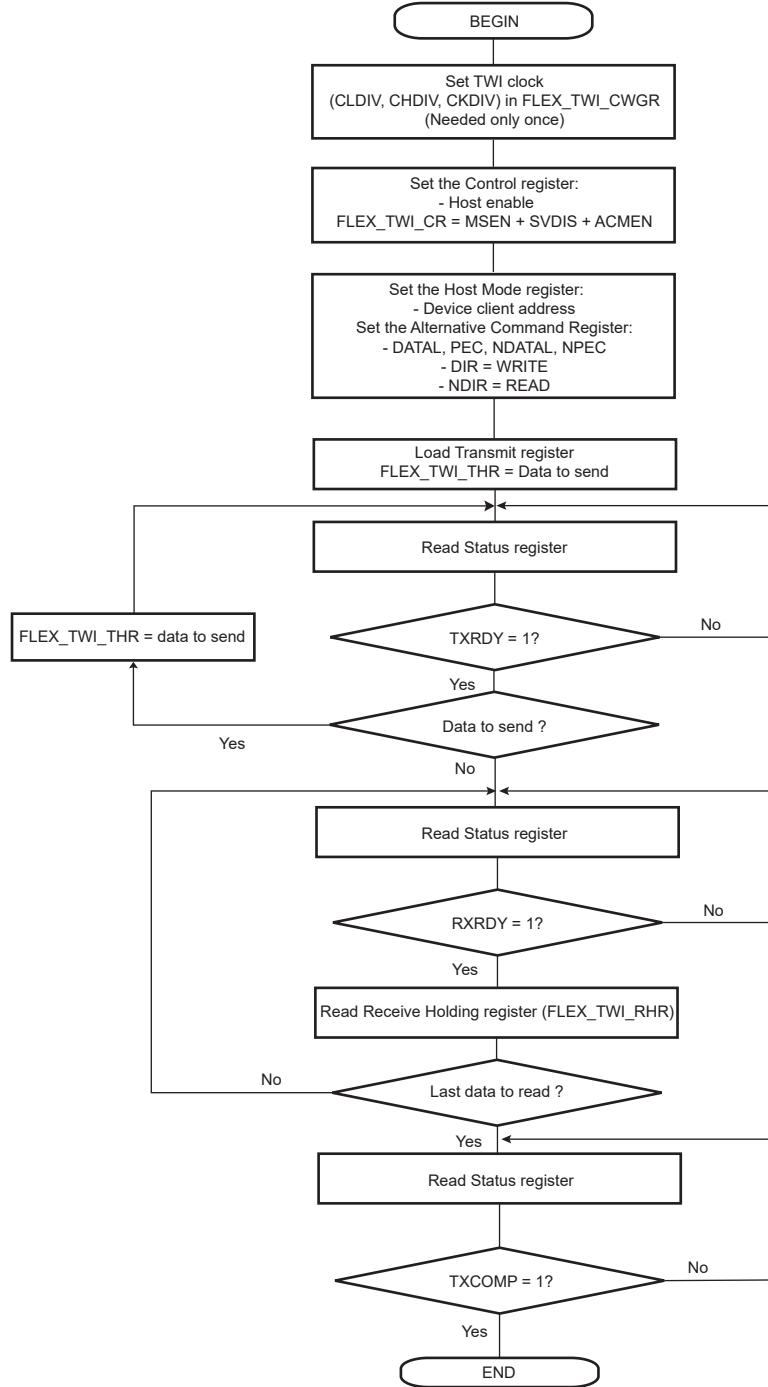 BEGIN
Set TWI clock
(CLDIV, CHDIV, CKDIV) in FLEX_TWI_CWGR
(Needed only once)
Set the Control register:
- Host enable
FLEX_TWI_CR = MSEN + SVDIS + ACMEN
Set the Host Mode register:
- Device client address
Set the Alternative Command Register:
- DATAL, PEC, NDATAL, NPEC
- DIR = WRITE
- NDIR = READ
Load Transmit register
FLEX_TWI_THR = Data to send
Read Status register
FLEX_TWI_THR = data to send
TXRDY = 1?
No
Yes
Data to send ?
Yes
No
Read Status register
RXRDY = 1?
No
Yes
Read Receive Holding register (FLEX_TWI_RHR)
No
Last data to read ?
Yes
Read Status register
TXCOMP = 1?
No
Yes
END